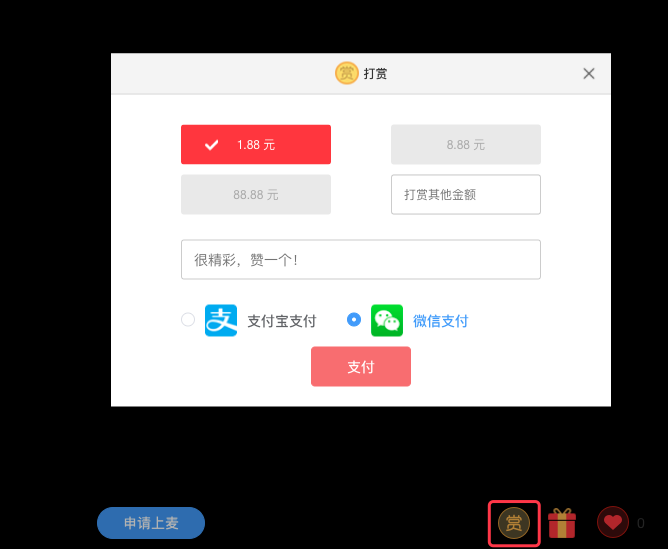 赏 打赏
1.88 元
8.88 元
88.88 元
打赏其他金额
很精彩，赞一个！
支
支付宝支付
微信支付
支付
申请上麦
赏
0